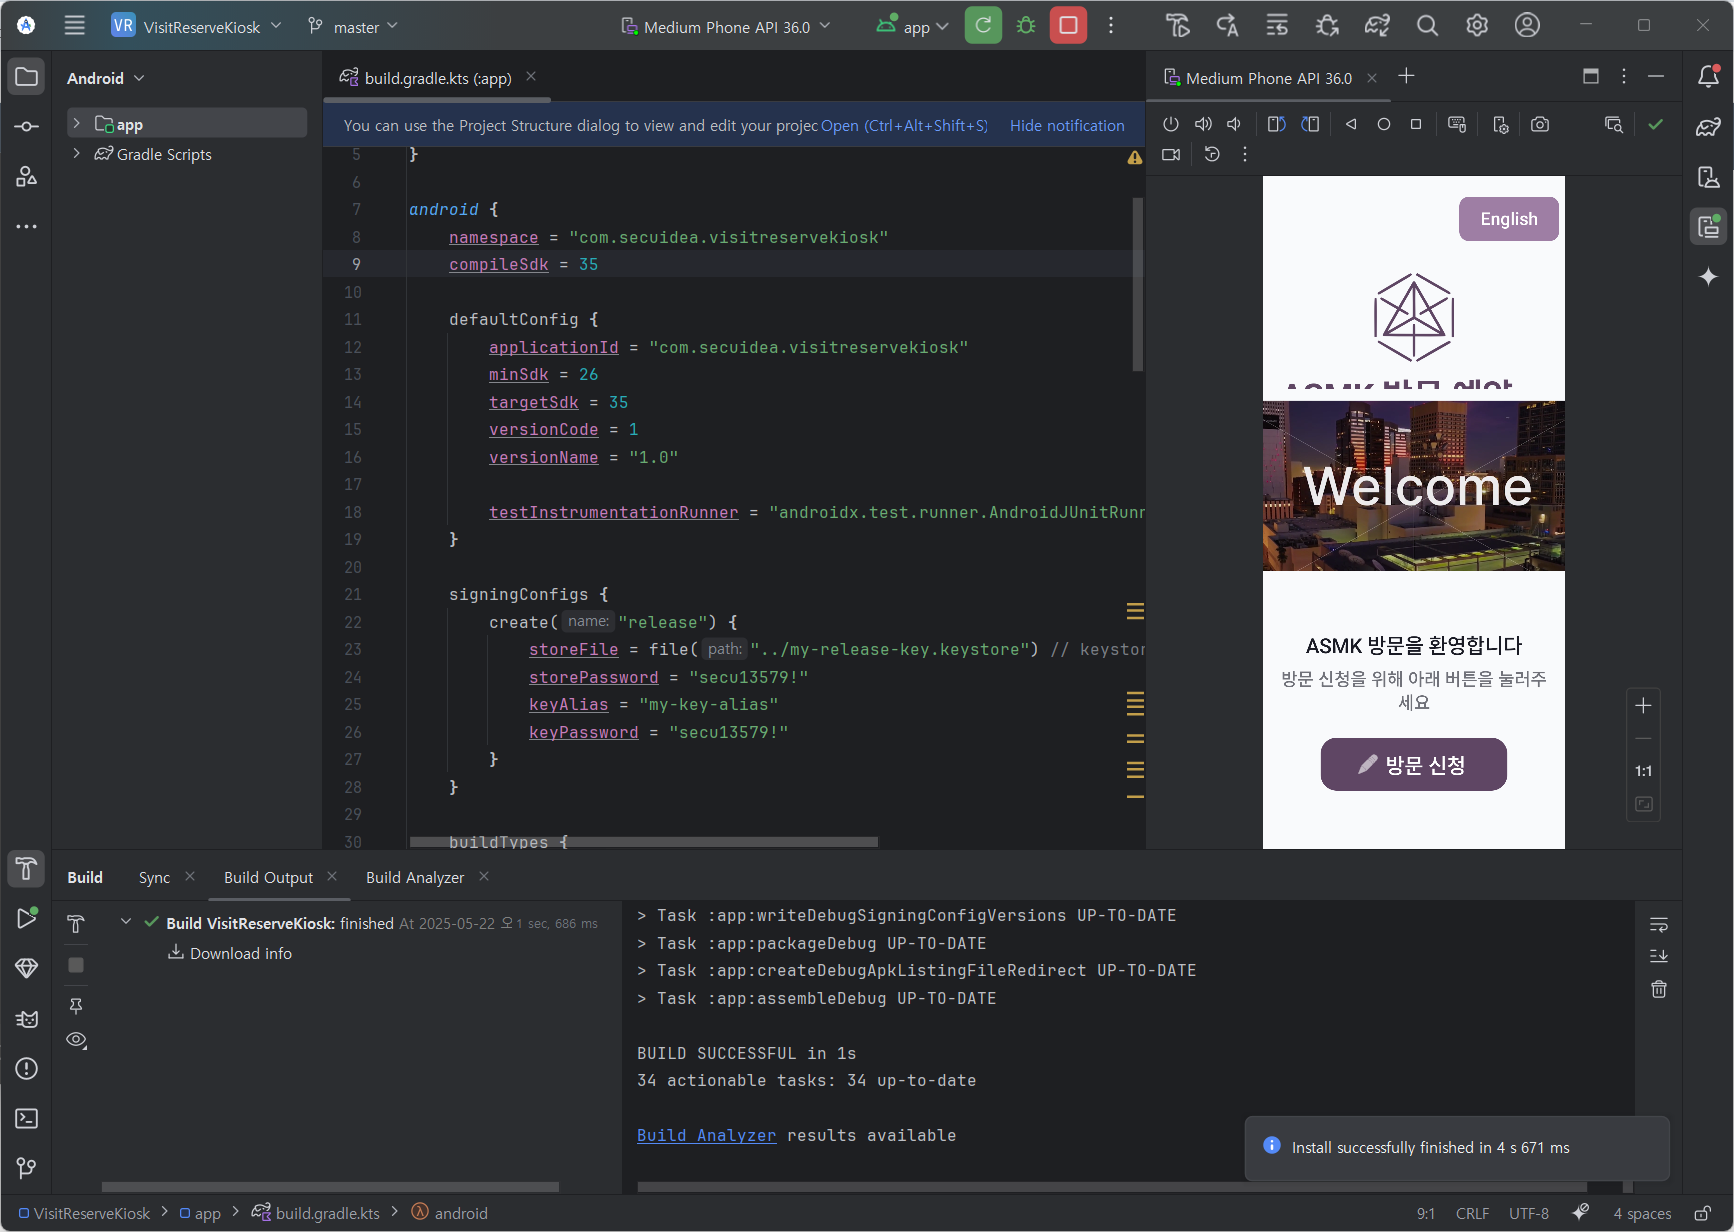 VR VisitReserveKiosk master Medium Phone API 36.0 app
Android
app
Gradle Scripts
build.gradle.kts (:app)
You can use the Project Structure dialog to view and edit your projec Open (Ctrl+Alt+Shift+S) Hide notification
5 }
6
7 android {
8 namespace = "com.secuidea.visitreservekiosk"
9 compileSdk = 35
10
11 defaultConfig {
12 applicationId = "com.secuidea.visitreservekiosk"
13 minSdk = 26
14 targetSdk = 35
15 versionCode = 1
16 versionName = "1.0"
17
18 testInstrumentationRunner = "androidx.test.runner.AndroidJUnitRunn
19 }
20
21 signingConfigs {
22 create( name: "release") {
23 storeFile = file( path: "../my-release-key.keystore") // keystor
24 storePassword = "secu13579!"
25 keyAlias = "my-key-alias"
26 keyPassword = "secu13579!"
27 }
28 }
29
30 buildTypes {
Medium Phone API 36.0
English
ASMK 방문 예약
Welcome
ASMK 방문을 환영합니다
방문 신청을 위해 아래 버튼을 눌러주
세요
방문 신청
1:1
Build Sync Build Output Build Analyzer
Build VisitReserveKiosk: finished At 2025-05-22 오 1 sec, 686 ms
Download info
> Task :app:writeDebugSigningConfigVersions UP-TO-DATE
> Task :app:packageDebug UP-TO-DATE
> Task :app:createDebugApkListingFileRedirect UP-TO-DATE
> Task :app:assembleDebug UP-TO-DATE
BUILD SUCCESSFUL in 1s
34 actionable tasks: 34 up-to-date
Build Analyzer results available
Install successfully finished in 4 s 671 ms
VisitReserveKiosk > app > build.gradle.kts > android
9:1 CRLF UTF-8 4 spaces